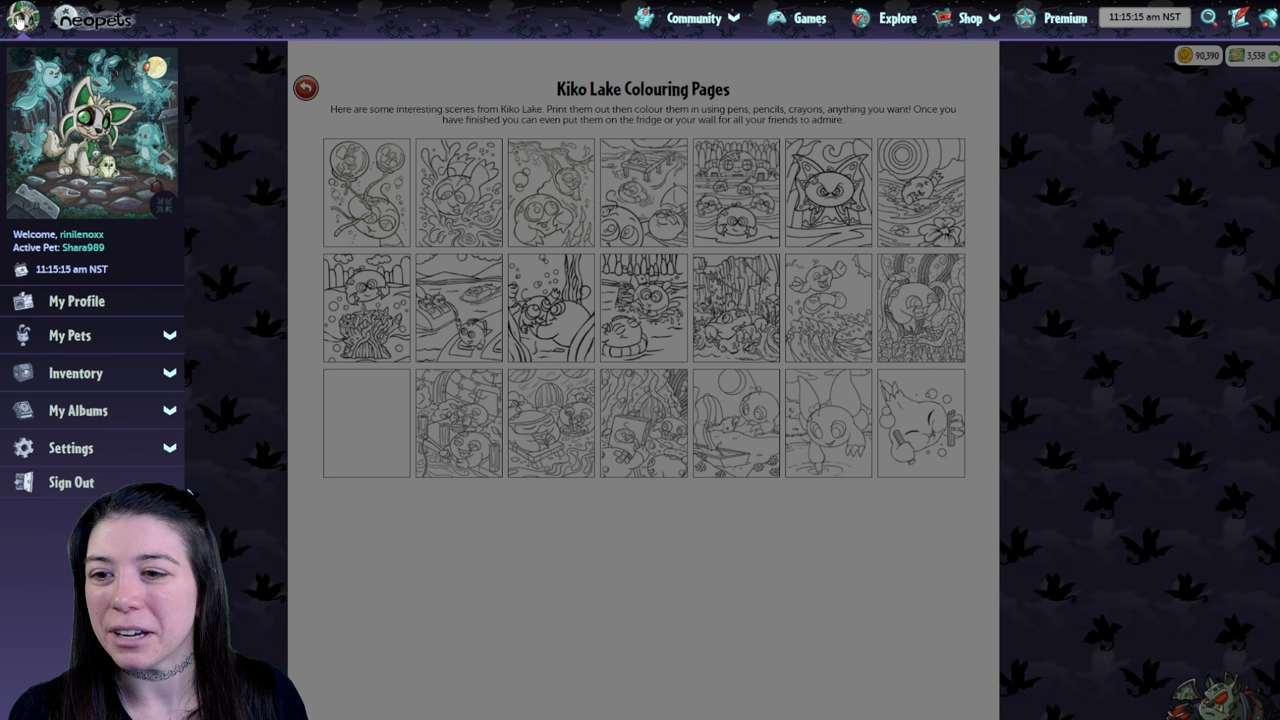 neopets
Community
Games
Explore
Shop
Premium
11:15:15 am NST
90,390
3,538
Welcome, rinilenoxx
Active Pet: Shara989
11:15:15 am NST
My Profile
My Pets
Inventory
My Albums
Settings
Sign Out
Kiko Lake Colouring Pages
Here are some interesting scenes from Kiko Lake. Print them out then colour them in using pens, pencils, crayons, anything you want! Once you
have finished you can even put them on the fridge or your wall for all your friends to admire.